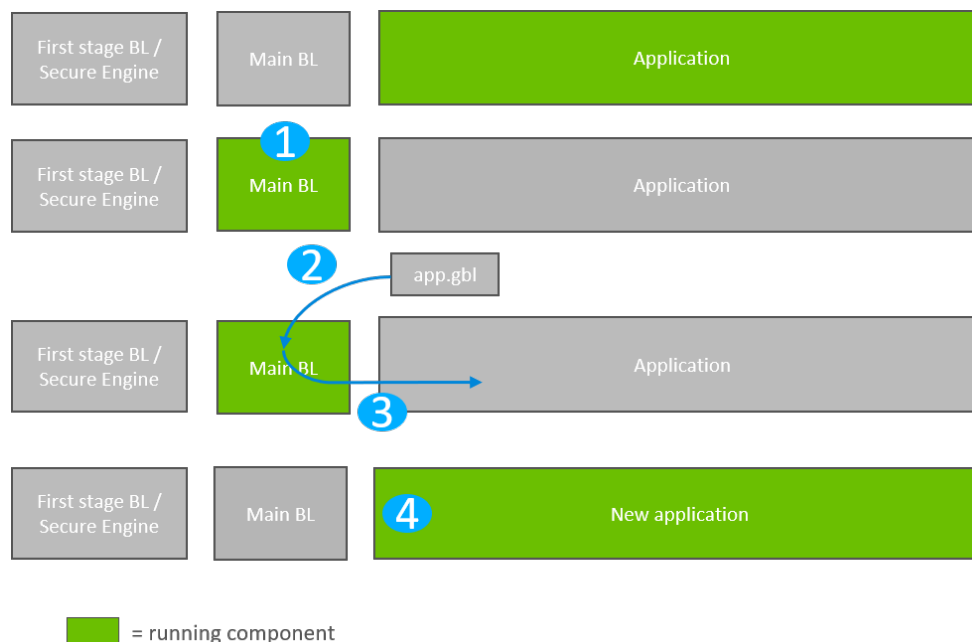 First stage BL /
Secure Engine
Main BL
Application
1
First stage BL /
Secure Engine
Main BL
Application
2
app.gbl
First stage BL /
Secure Engine
Main BL
Application
3
First stage BL /
Secure Engine
Main BL
4
New application
= running component